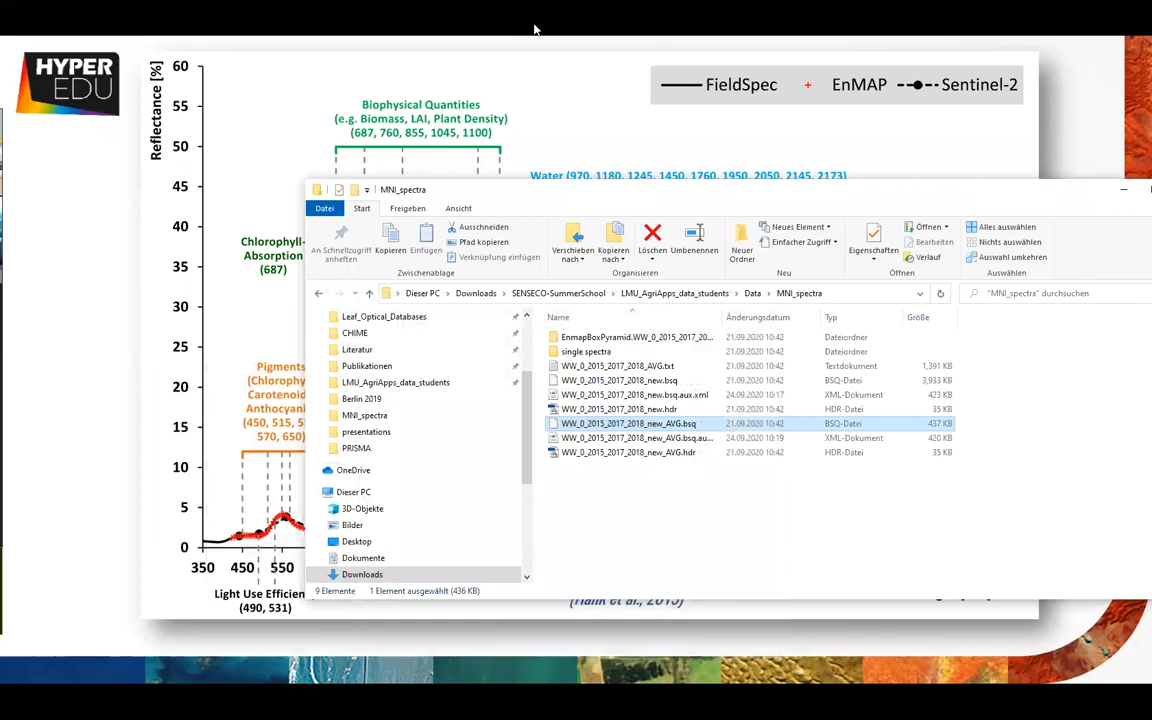 HYPER
EDU
Reflectance [%]
60
55
50
45
40
35
30
25
20
15
10
5
0
350 450 550
FieldSpec EnMAP Sentinel-2
Biophysical Quantities
(e.g. Biomass, LAI, Plant Density)
(687, 760, 855, 1045, 1100)
Water (970, 1180, 1245, 1450, 1760, 1950, 2050, 2145, 2173)
Chlorophyll-
Absorption
(687)
Pigments
(Chlorophy
Carotenoid
Anthocyani
(450, 515, 5
570, 650)
Light Use Efficien
(490, 531)
MNI_spectra
Datei Start Freigeben Ansicht
An Schnellzugriff
anheften
Kopieren
Einfügen
Ausschneiden
Pfad kopieren
Verknüpfung einfügen
Zwischenablage
Verschieben
nach
Kopieren
nach
Löschen
Umbenennen
Organisieren
Neuer
Ordner
Neues Element
Einfacher Zugriff
Neu
Eigenschaften
Öffnen
Bearbeiten
Verlauf
Öffnen
Alles auswählen
Nichts auswählen
Auswahl umkehren
Auswählen
Dieser PC Downloads SENSECO-SummerSchool LMU_AgriApps_data_students Data MNI_spectra
"MNI_spectra" durchsuchen
Leaf_Optical_Databases
CHIME
Literatur
Publikationen
LMU_AgriApps_data_students
Berlin 2019
MNI_spectra
presentations
PRISMA
OneDrive
Dieser PC
3D-Objekte
Bilder
Desktop
Dokumente
Downloads
Name Änderungsdatum Typ Größe
EnmapBoxPyramid.WW_0_2015_2017_20... 21.09.2020 10:42 Dateiordner
single spectra 21.09.2020 10:42 Dateiordner
WW_0_2015_2017_2018_AVG.txt 21.09.2020 10:42 Textdokument 1,391 KB
WW_0_2015_2017_2018_new.bsq 21.09.2020 10:42 BSQ-Datei 3,933 KB
WW_0_2015_2017_2018_new.bsq.aux.xml 24.09.2019 10:17 XML-Dokument 423 KB
WW_0_2015_2017_2018_new.hdr 21.09.2020 10:42 HDR-Datei 35 KB
WW_0_2015_2017_2018_new_AVG.bsq 21.09.2020 10:42 BSQ-Datei 437 KB
WW_0_2015_2017_2018_new_AVG.bsq.au... 24.09.2019 10:19 XML-Dokument 420 KB
WW_0_2015_2017_2018_new_AVG.hdr 21.09.2020 10:42 HDR-Datei 35 KB
9 Elemente 1 Element ausgewählt (436 KB)